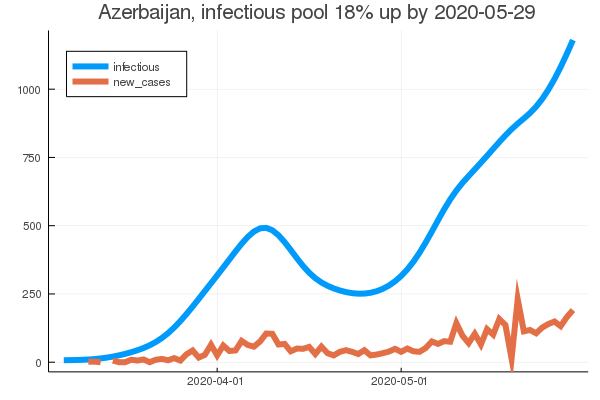 Azerbaijan, infectious pool 18% up by 2020-05-29
infectious
new_cases
1000
750
500
250
0
2020-04-01
2020-05-01